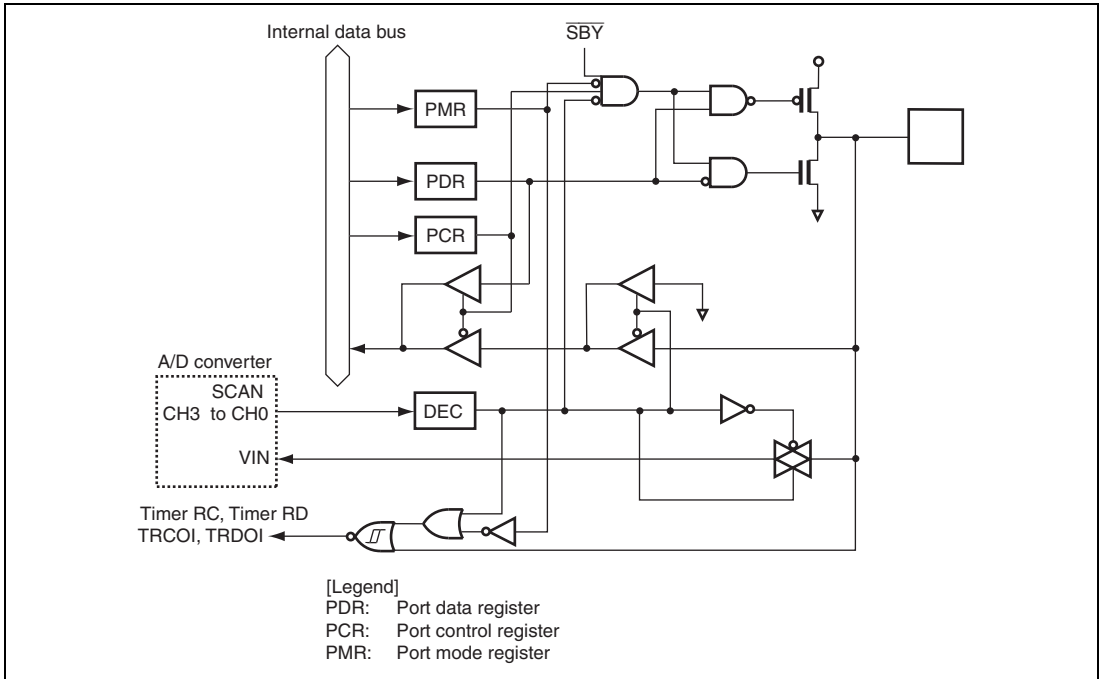 Internal data bus
SBY
PMR
PDR
PCR
A/D converter
SCAN
CH3 to CH0
DEC
VIN
Timer RC, Timer RD
TRCOI, TRDOI
[Legend]
PDR: Port data register
PCR: Port control register
PMR: Port mode register